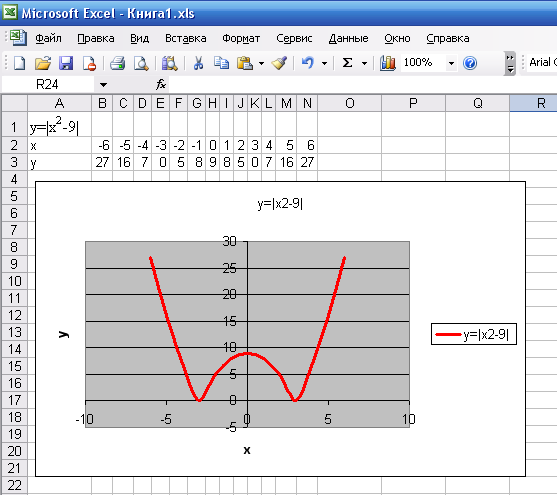 Microsoft Excel - Книга1.xls
Файл Правка Вид Вставка Формат Сервис Данные Окно Справка
100% Arial C
R24 fx
A B C D E F G H I J K L M N O P Q R
1 y=|x²-9|
2 x -6 -5 -4 -3 -2 -1 0 1 2 3 4 5 6
3 y 27 16 7 0 5 8 9 8 5 0 7 16 27
4
5
6
7
8
9
10
11
12
13
14
15
16
17
18
19
20
21
22
y=|x2-9|
30
25
20
15
10
5
0
-5
-10 -5 0 5 10
y
x
y=|x2-9|